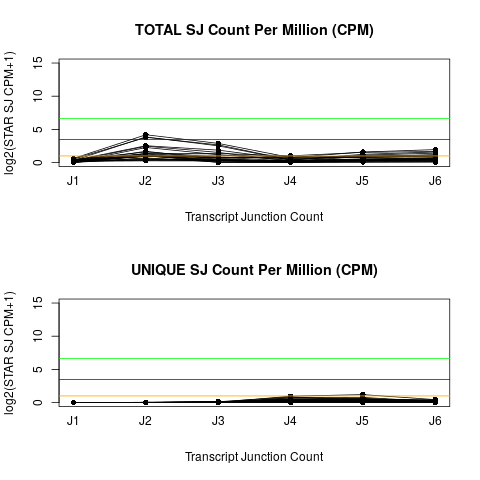 TOTAL SJ Count Per Million (CPM)
log2(STAR SJ CPM+1)
15
10
5
0
J1 J2 J3 J4 J5 J6
Transcript Junction Count
UNIQUE SJ Count Per Million (CPM)
log2(STAR SJ CPM+1)
15
10
5
0
J1 J2 J3 J4 J5 J6
Transcript Junction Count